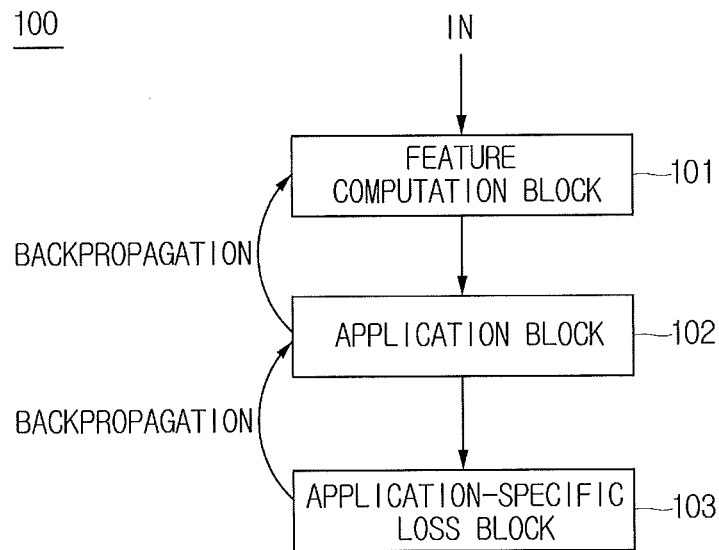 100
IN
FEATURE
COMPUTATION BLOCK
101
BACKPROPAGATION
APPLICATION BLOCK
102
BACKPROPAGATION
APPLICATION-SPECIFIC
LOSS BLOCK
103